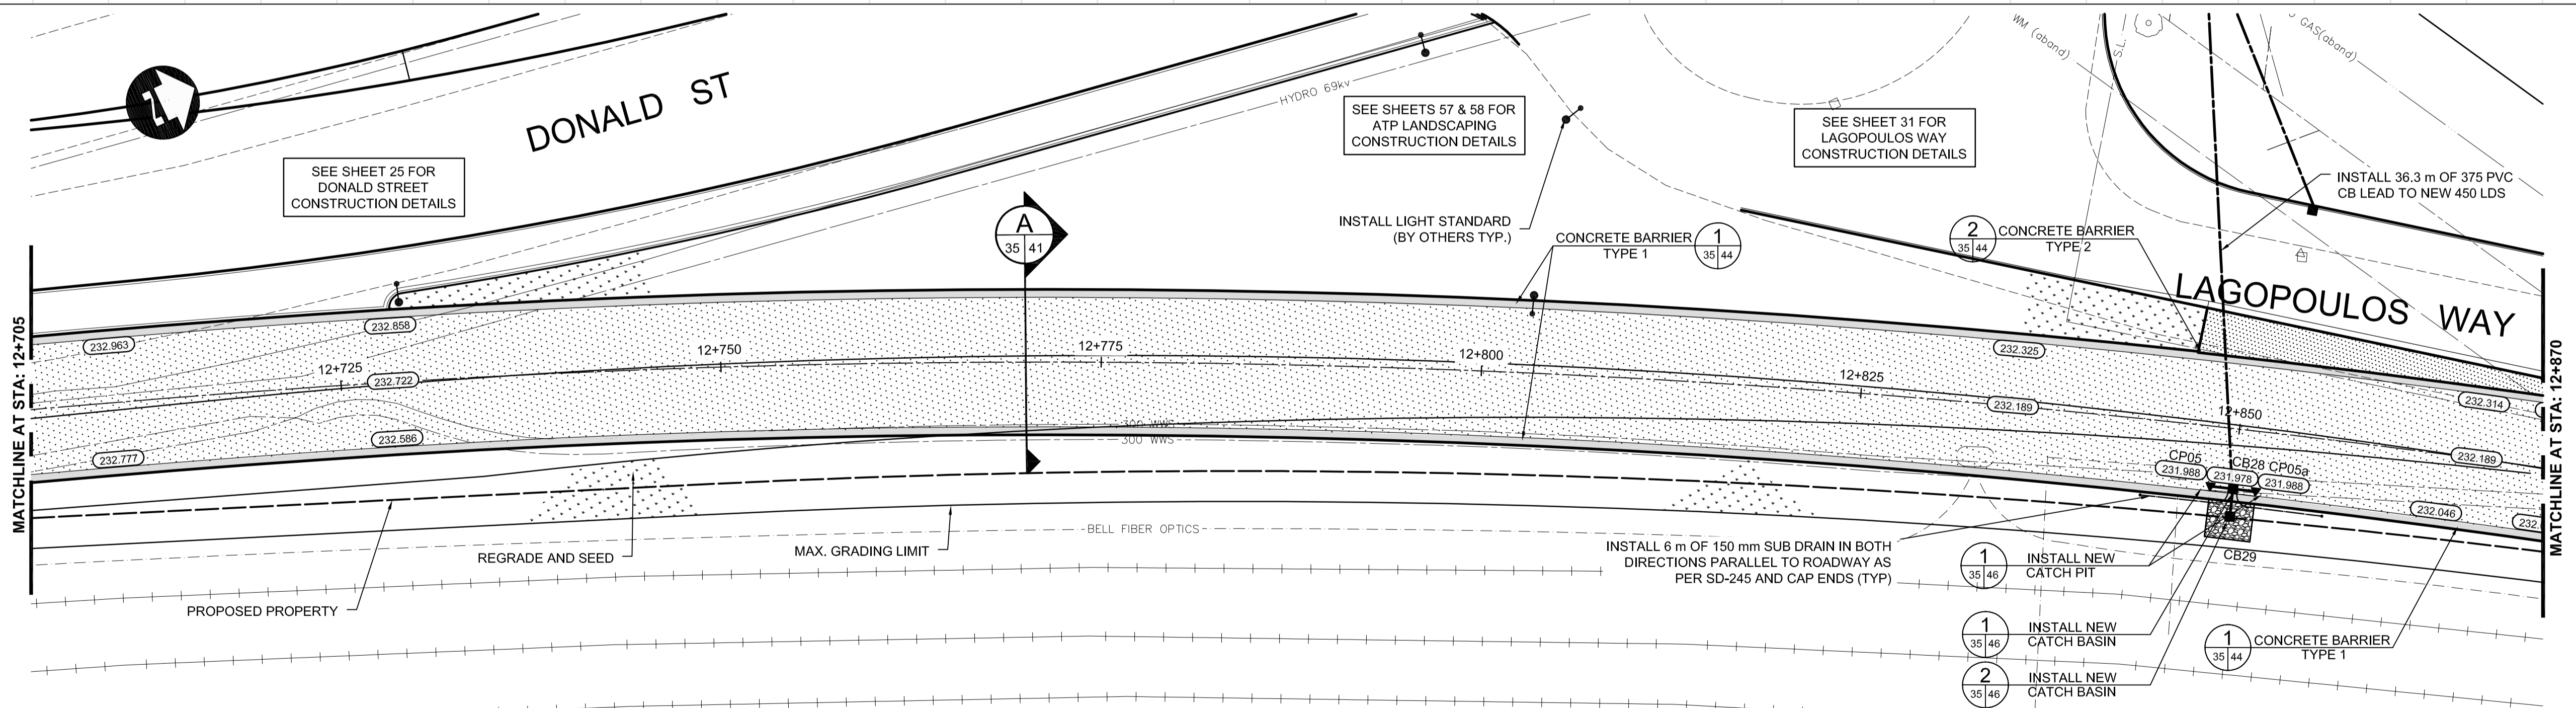 DONALD ST
SEE SHEET 25 FOR
DONALD STREET
CONSTRUCTION DETAILS
HYDRO 69kv
SEE SHEETS 57 & 58 FOR
ATP LANDSCAPING
CONSTRUCTION DETAILS
SEE SHEET 31 FOR
LAGOPOULOS WAY
CONSTRUCTION DETAILS
WM (aband)
S.L.
GAS(aband)
INSTALL 36.3 m OF 375 PVC
CB LEAD TO NEW 450 LDS
A
35 41
INSTALL LIGHT STANDARD
(BY OTHERS TYP.)
CONCRETE BARRIER
TYPE 1
1
35 44
2
35 44
CONCRETE BARRIER
TYPE 2
LAGOPOULOS WAY
MATCHLINE AT STA: 12+705
232.963
232.858
12+725
232.722
12+750
12+775
12+800
12+825
12+850
232.325
232.189
232.314
232.189
232.777
232.586
300 WWS
300 WWS
CP05
231.988
CB28
231.978
CP05a
231.988
232.046
232.
CB29
MATCHLINE AT STA: 12+870
PROPOSED PROPERTY
REGRADE AND SEED
MAX. GRADING LIMIT
BELL FIBER OPTICS
INSTALL 6 m OF 150 mm SUB DRAIN IN BOTH
DIRECTIONS PARALLEL TO ROADWAY AS
PER SD-245 AND CAP ENDS (TYP)
1
35 46
INSTALL NEW
CATCH PIT
1
35 46
INSTALL NEW
CATCH BASIN
2
35 46
INSTALL NEW
CATCH BASIN
1
35 44
CONCRETE BARRIER
TYPE 1